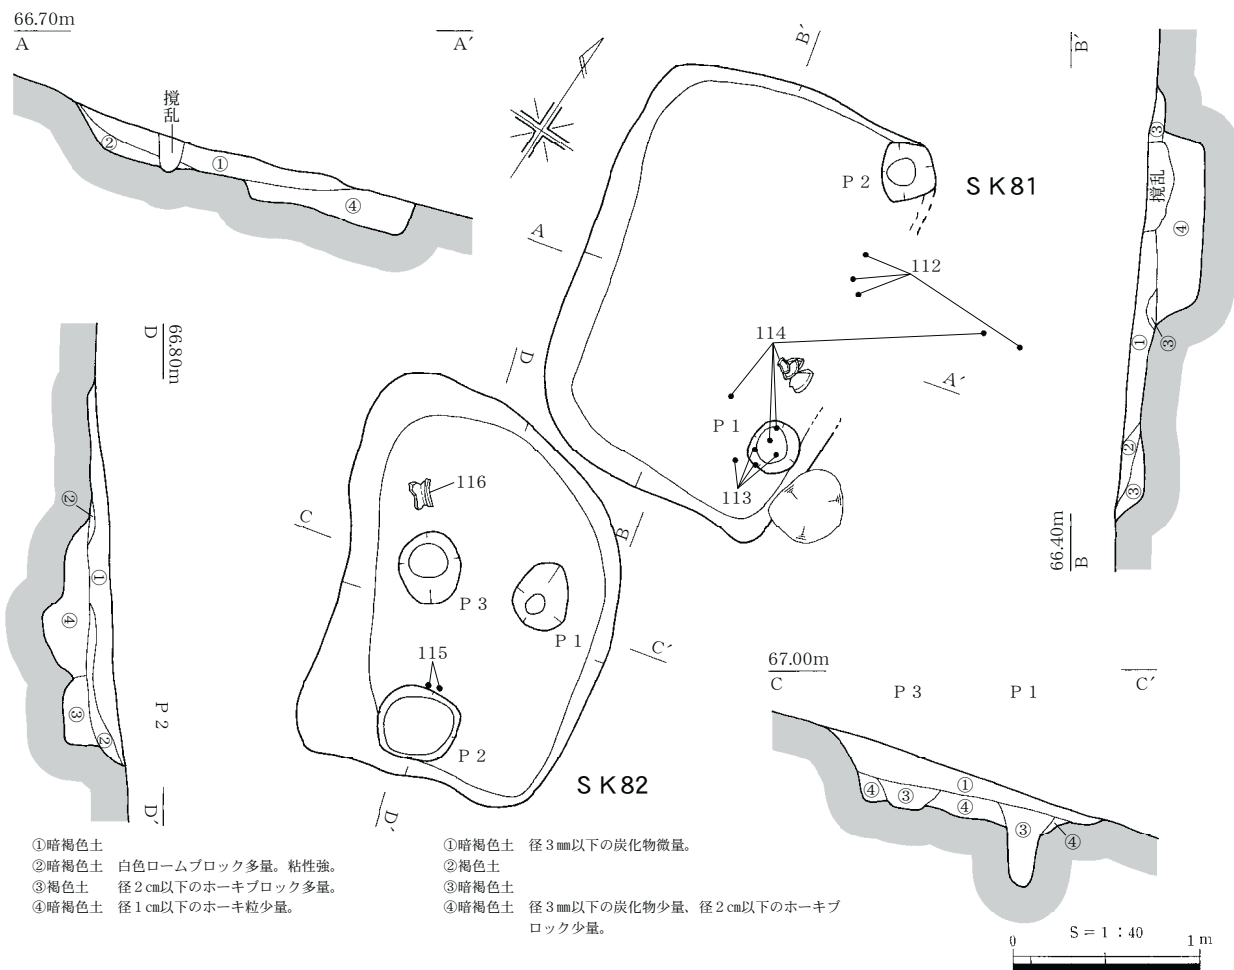 66.70m
A
A′
攪乱
②
①
④
B′
P 2
S K81
A
112
114
A′
P 1
113
D
B
B′
③
攪乱
④
③
①
②
③
66.40m
B
66.80m
D
②
①
④
③
②
P 2
D′
116
C
P 3
P 1
115
C′
P 2
S K82
D′
67.00m
C
P 3
P 1
C′
①
④
③
④
③
④
①暗褐色土
②暗褐色土 白色ロームブロック多量。粘性強。
③褐色土 径2㎝以下のホーキブロック多量。
④暗褐色土 径1㎝以下のホーキ粒少量。
①暗褐色土 径3㎜以下の炭化物微量。
②褐色土
③暗褐色土
④暗褐色土 径3㎜以下の炭化物少量、径2㎝以下のホーキブ
ロック少量。
S = 1 : 40
0
1 m